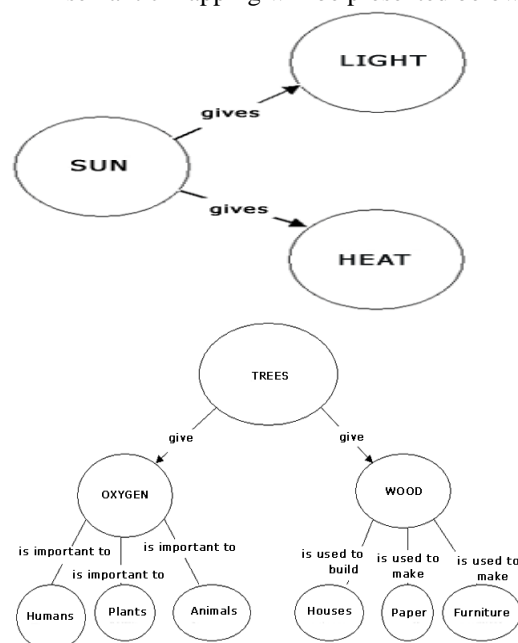 LIGHT
gives
SUN
gives
HEAT
TREES
give give
OXYGEN WOOD
is important to is important to is important to
is used to build is used to make is used to make
Humans Plants Animals Houses Paper Furniture